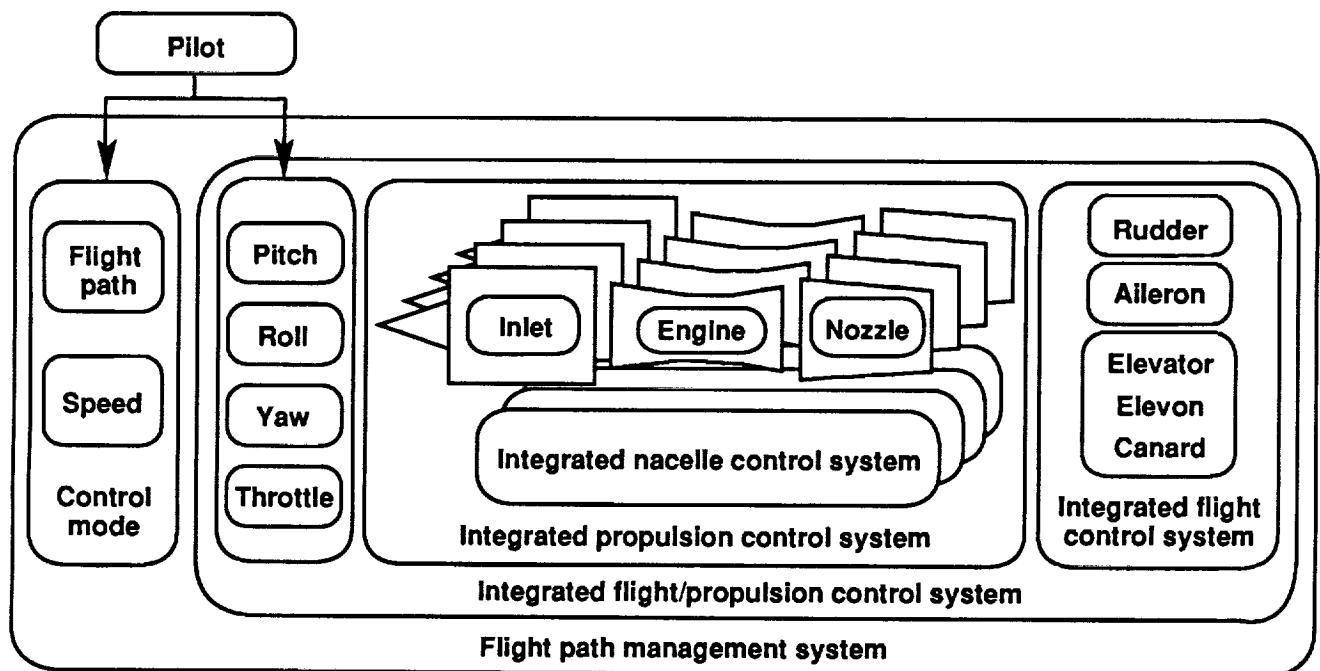 Pilot
Flight
path
Speed
Control
mode
Pitch
Roll
Yaw
Throttle
Inlet
Engine
Nozzle
Integrated nacelle control system
Integrated propulsion control system
Rudder
Aileron
Elevator
Elevon
Canard
Integrated flight
control system
Integrated flight/propulsion control system
Flight path management system